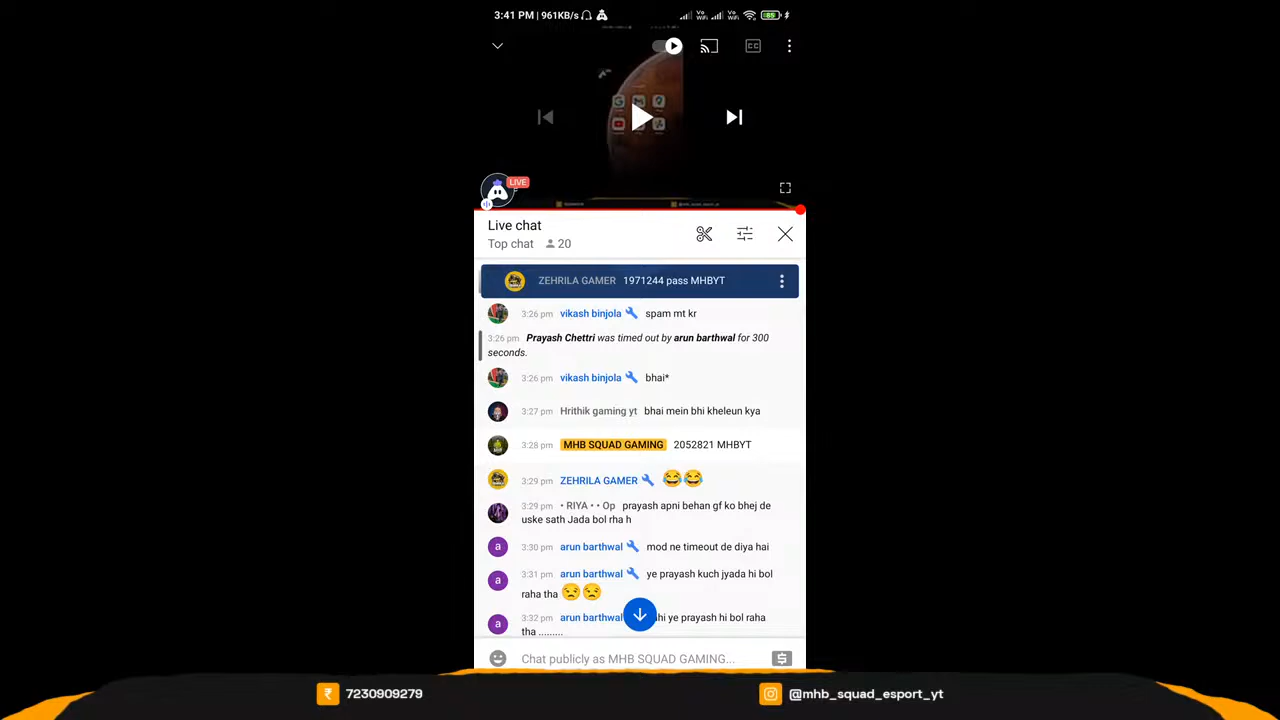 3:41 PM | 961KB/s
Vo WiFi Vo WiFi 85
CC
LIVE
Live chat
Top chat 20
ZEHRILA GAMER 1971244 pass MHBYT
3:26 pm vikash binjola spam mt kr
3:26 pm Prayash Chettri was timed out by arun barthwal for 300
seconds.
3:26 pm vikash binjola bhai*
3:27 pm Hrithik gaming yt bhai mein bhi kheleun kya
3:28 pm MHB SQUAD GAMING 2052821 MHBYT
3:29 pm ZEHRILA GAMER 😂😂
3:29 pm • RIYA • • Op prayash apni behan gf ko bhej de
uske sath Jada bol rha h
a 3:30 pm arun barthwal mod ne timeout de diya hai
a 3:31 pm arun barthwal ye prayash kuch jyada hi bol
raha tha 😒😒
a 3:32 pm arun barthwal hi ye prayash hi bol raha
tha .........
Chat publicly as MHB SQUAD GAMING...
₹ 7230909279
@mhb_squad_esport_yt